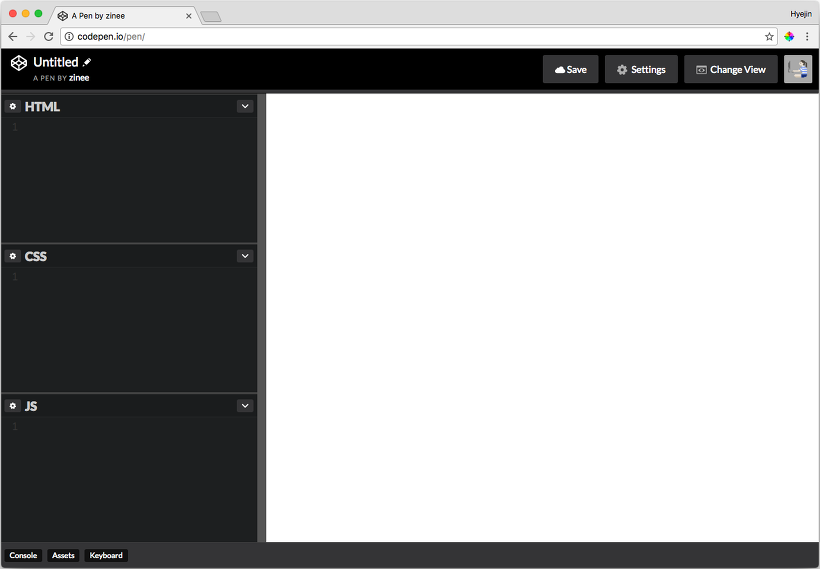 A Pen by zinee
Hyejin
codepen.io/pen/
Untitled
A PEN BY zinee
Save
Settings
Change View
HTML
1
CSS
1
JS
1
Console
Assets
Keyboard